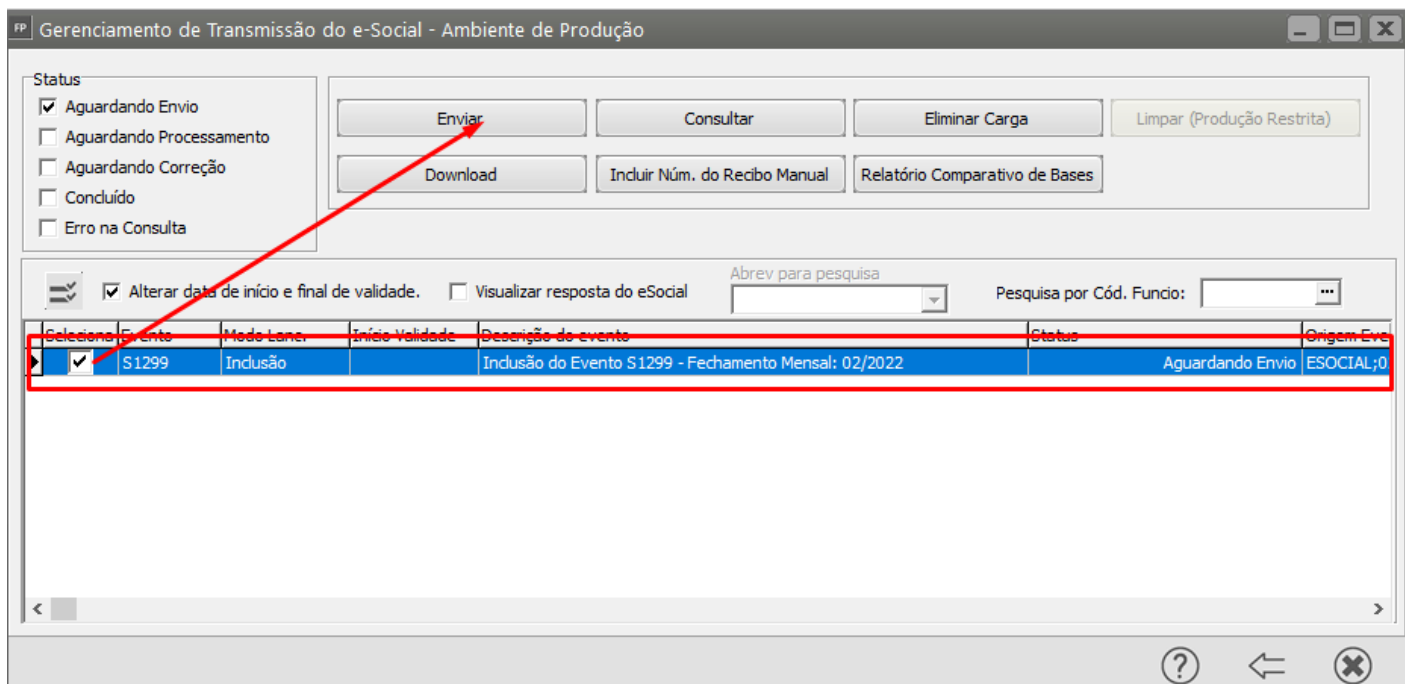 FP Gerenciamento de Transmissão do e-Social - Ambiente de Produção
Status
Aguardando Envio
Aguardando Processamento
Aguardando Correção
Concluído
Erro na Consulta
Enviar Consultar Eliminar Carga Limpar (Produção Restrita)
Download Incluir Núm. do Recibo Manual Relatório Comparativo de Bases
Alterar data de início e final de validade. Visualizar resposta do eSocial Abrev para pesquisa Pesquisa por Cód. Funcio: ...
Seleciona Evento Modo Lanc. Início Validade Descrição do evento Status Origem Eve
S1299 Inclusão Inclusão do Evento S1299 - Fechamento Mensal: 02/2022 Aguardando Envio ESOCIAL;0